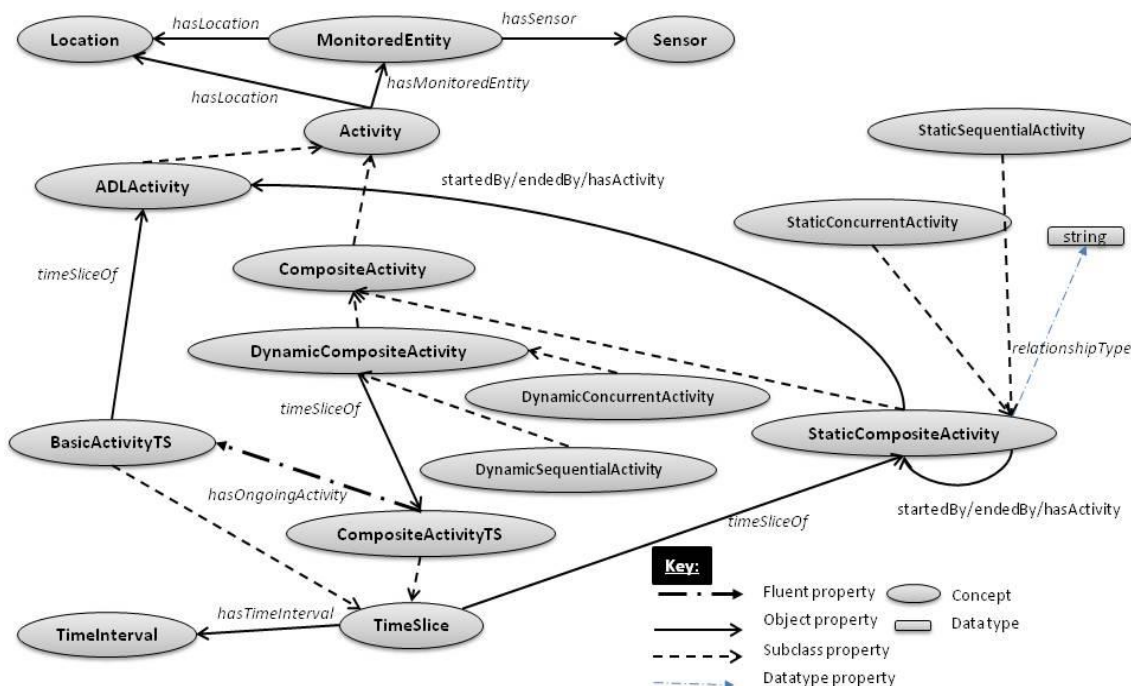 hasLocation
hasSensor
Location
MonitoredEntity
Sensor
hasLocation
hasMonitoredEntity
Activity
StaticSequentialActivity
ADLActivity
startedBy/endedBy/hasActivity
StaticConcurrentActivity
string
timeSliceOf
CompositeActivity
DynamicCompositeActivity
relationshipType
DynamicConcurrentActivity
timeSliceOf
BasicActivityTS
StaticCompositeActivity
DynamicSequentialActivity
hasOngoingActivity
startedBy/endedBy/hasActivity
CompositeActivityTS
timeSliceOf
Key:
Fluent property
Concept
hasTimeInterval
Object property
Data type
TimeInterval
TimeSlice
Subclass property
Datatype property